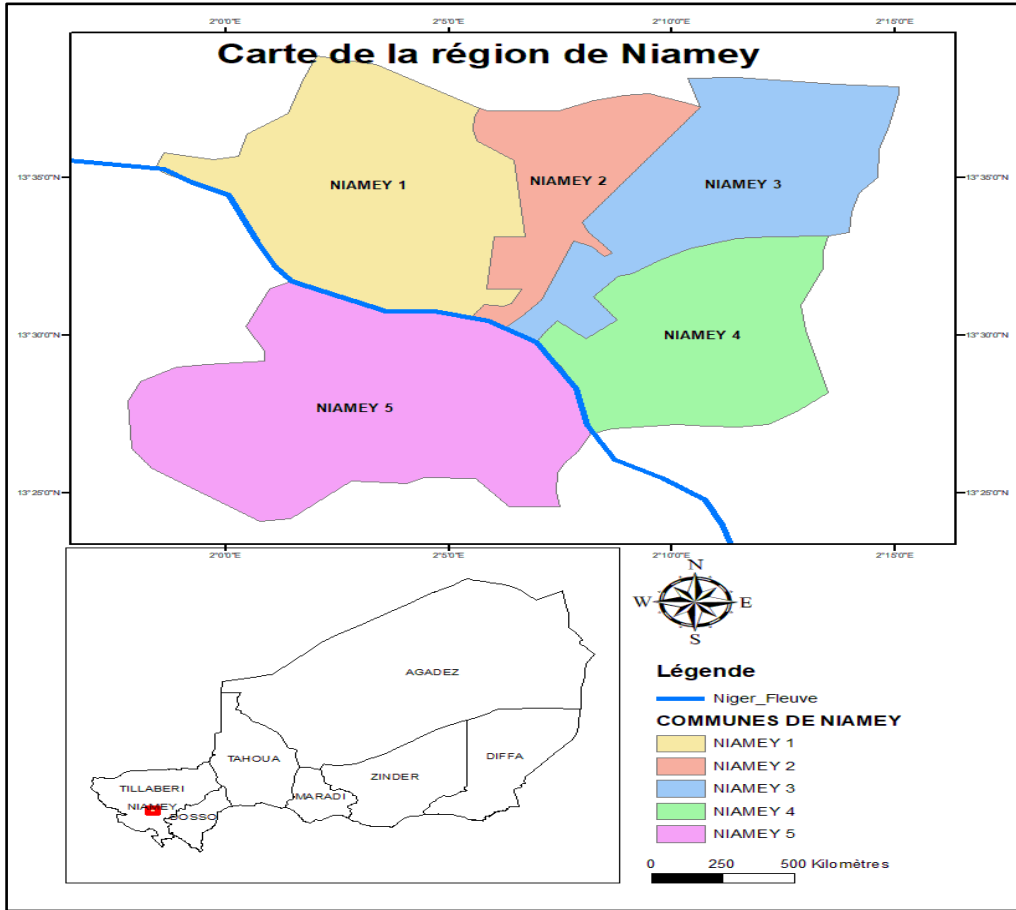 2°0'0"E 2°5'0"E 2°10'0"E 2°15'0"E
Carte de la région de Niamey
13°35'0"N 13°35'0"N
NIAMEY 1
NIAMEY 2
NIAMEY 3
13°30'0"N 13°30'0"N
NIAMEY 4
NIAMEY 5
13°25'0"N 13°25'0"N
2°0'0"E 2°5'0"E 2°10'0"E 2°15'0"E
AGADEZ
TAHOUA
DIFFA
ZINDER
TILLABERI
MARADI
NIAMEY
DOSSO
N
W E
S
Légende
Niger_Fleuve
COMMUNES DE NIAMEY
NIAMEY 1
NIAMEY 2
NIAMEY 3
NIAMEY 4
NIAMEY 5
0 250 500 Kilomètres